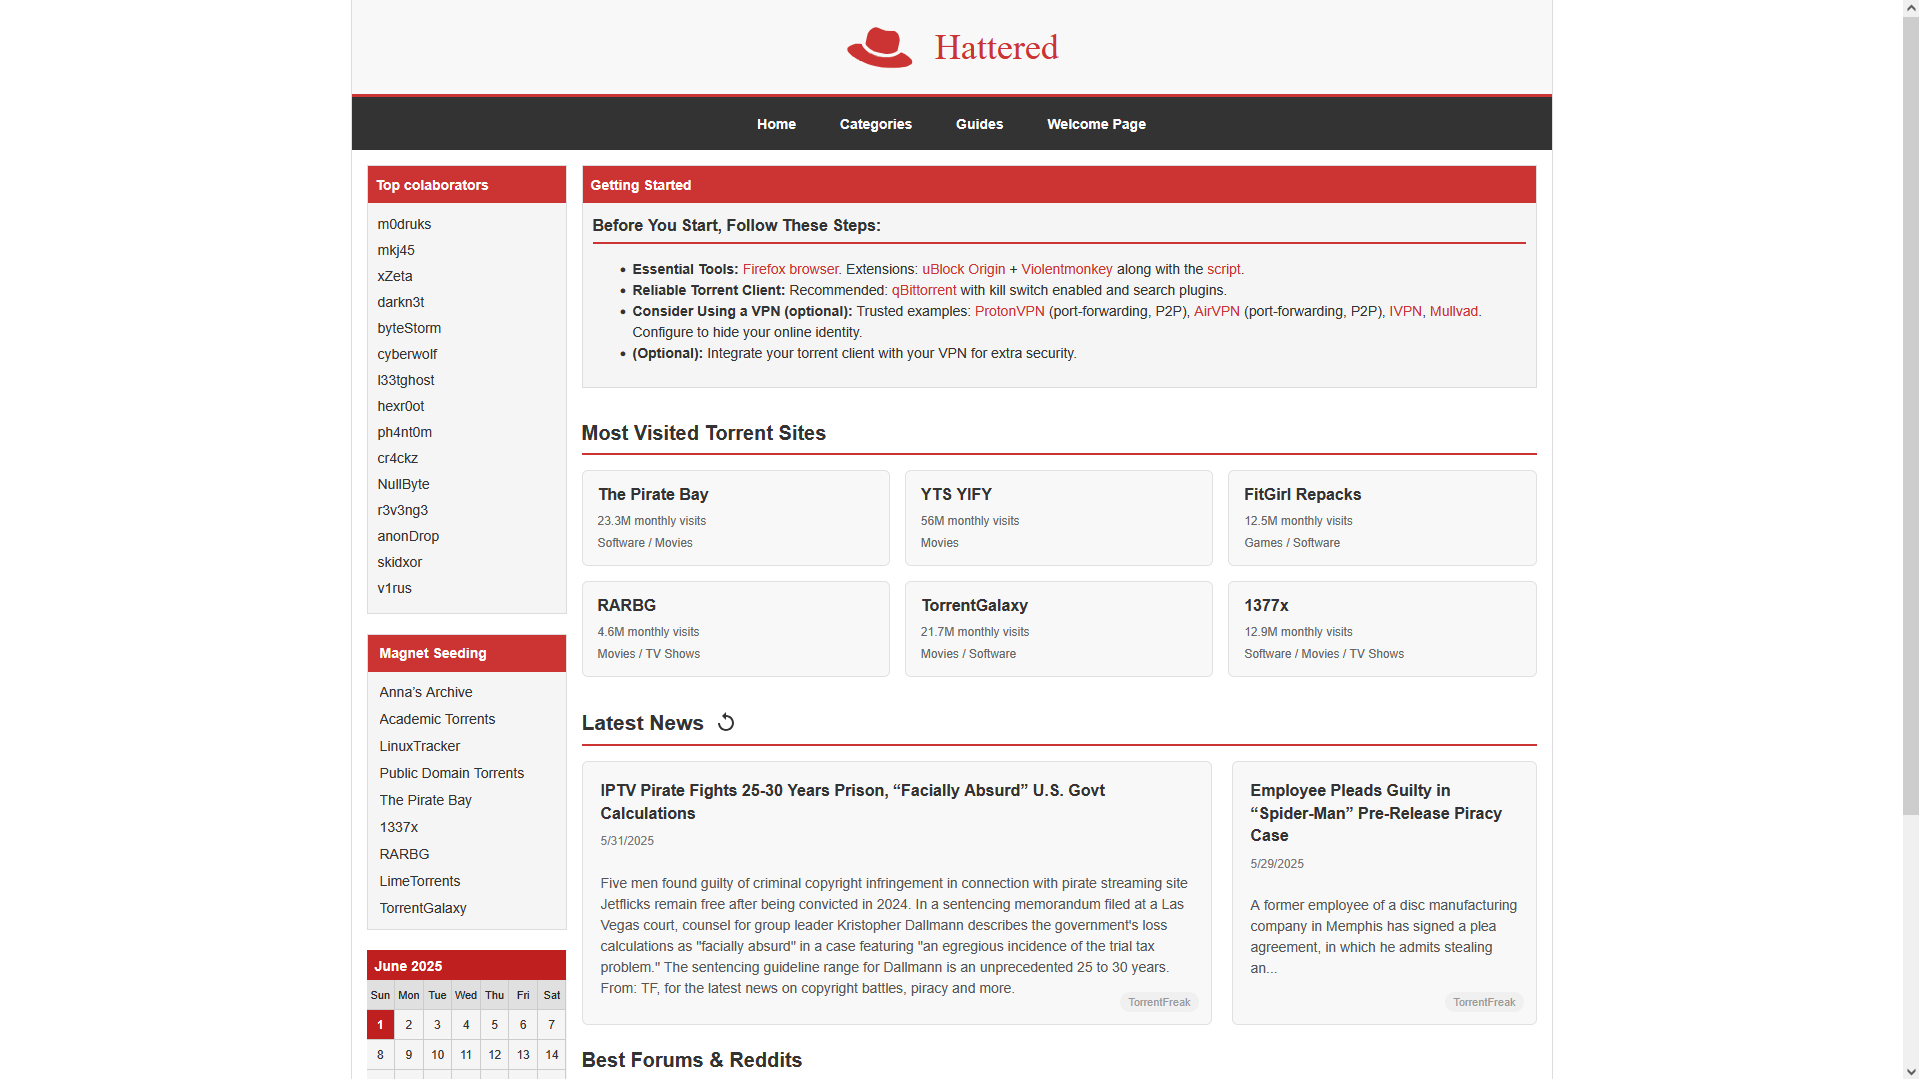 Hattered
Home Categories Guides Welcome Page
Top colaborators
m0druks
mkj45
xZeta
darkn3t
byteStorm
cyberwolf
l33tghost
hexr0ot
ph4nt0m
cr4ckz
NullByte
r3v3ng3
anonDrop
skidxor
v1rus
Magnet Seeding
Anna’s Archive
Academic Torrents
LinuxTracker
Public Domain Torrents
The Pirate Bay
1337x
RARBG
LimeTorrents
TorrentGalaxy
June 2025
Sun Mon Tue Wed Thu Fri Sat
1 2 3 4 5 6 7
8 9 10 11 12 13 14
Getting Started
Before You Start, Follow These Steps:
• Essential Tools: Firefox browser. Extensions: uBlock Origin + Violentmonkey along with the script.
• Reliable Torrent Client: Recommended: qBittorrent with kill switch enabled and search plugins.
• Consider Using a VPN (optional): Trusted examples: ProtonVPN (port-forwarding, P2P), AirVPN (port-forwarding, P2P), IVPN, Mullvad.
Configure to hide your online identity.
• (Optional): Integrate your torrent client with your VPN for extra security.
Most Visited Torrent Sites
The Pirate Bay
23.3M monthly visits
Software / Movies
YTS YIFY
56M monthly visits
Movies
FitGirl Repacks
12.5M monthly visits
Games / Software
RARBG
4.6M monthly visits
Movies / TV Shows
TorrentGalaxy
21.7M monthly visits
Movies / Software
1377x
12.9M monthly visits
Software / Movies / TV Shows
Latest News
IPTV Pirate Fights 25-30 Years Prison, “Facially Absurd” U.S. Govt
Calculations
5/31/2025
Five men found guilty of criminal copyright infringement in connection with pirate streaming site
Jetflicks remain free after being convicted in 2024. In a sentencing memorandum filed at a Las
Vegas court, counsel for group leader Kristopher Dallmann describes the government's loss
calculations as "facially absurd" in a case featuring "an egregious incidence of the trial tax
problem." The sentencing guideline range for Dallmann is an unprecedented 25 to 30 years.
From: TF, for the latest news on copyright battles, piracy and more.
TorrentFreak
Employee Pleads Guilty in
“Spider-Man” Pre-Release Piracy
Case
5/29/2025
A former employee of a disc manufacturing
company in Memphis has signed a plea
agreement, in which he admits stealing
an...
TorrentFreak
Best Forums & Reddits